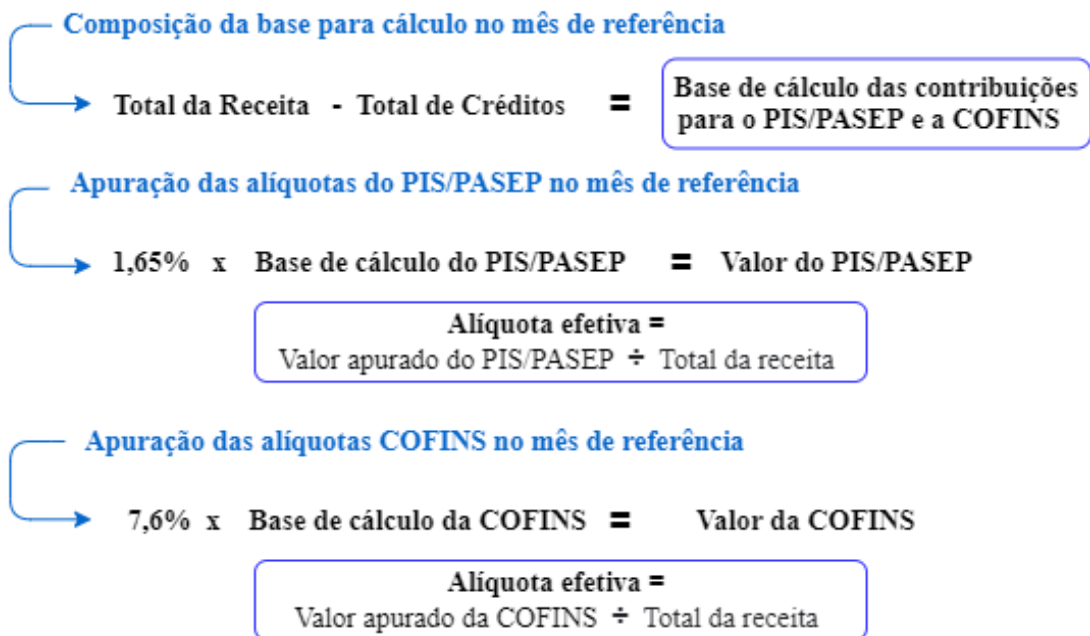 Composição da base para cálculo no mês de referência
Total da Receita - Total de Créditos = Base de cálculo das contribuições
para o PIS/PASEP e a COFINS
Apuração das alíquotas do PIS/PASEP no mês de referência
1,65% x Base de cálculo do PIS/PASEP = Valor do PIS/PASEP
Alíquota efetiva =
Valor apurado do PIS/PASEP ÷ Total da receita
Apuração das alíquotas COFINS no mês de referência
7,6% x Base de cálculo da COFINS = Valor da COFINS
Alíquota efetiva =
Valor apurado da COFINS ÷ Total da receita